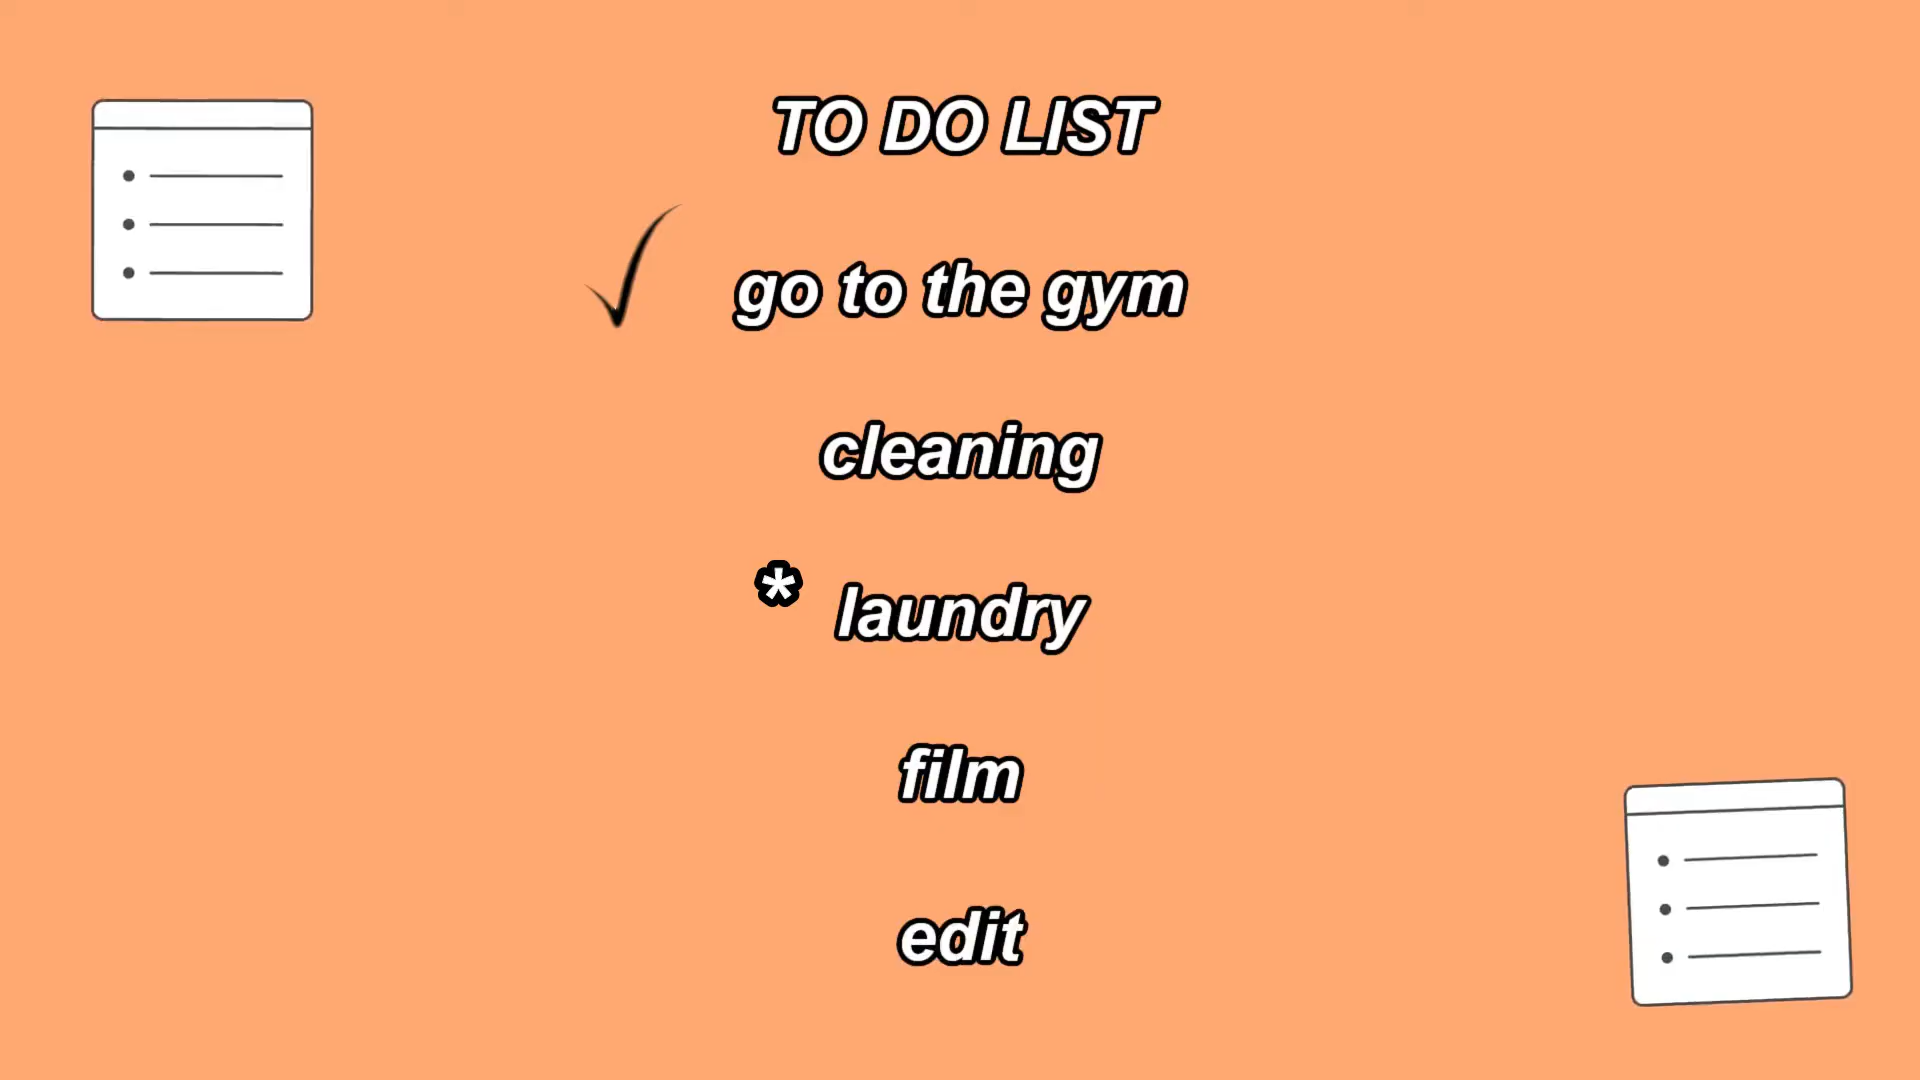 TO DO LIST
✓ go to the gym
cleaning
* laundry
film
edit